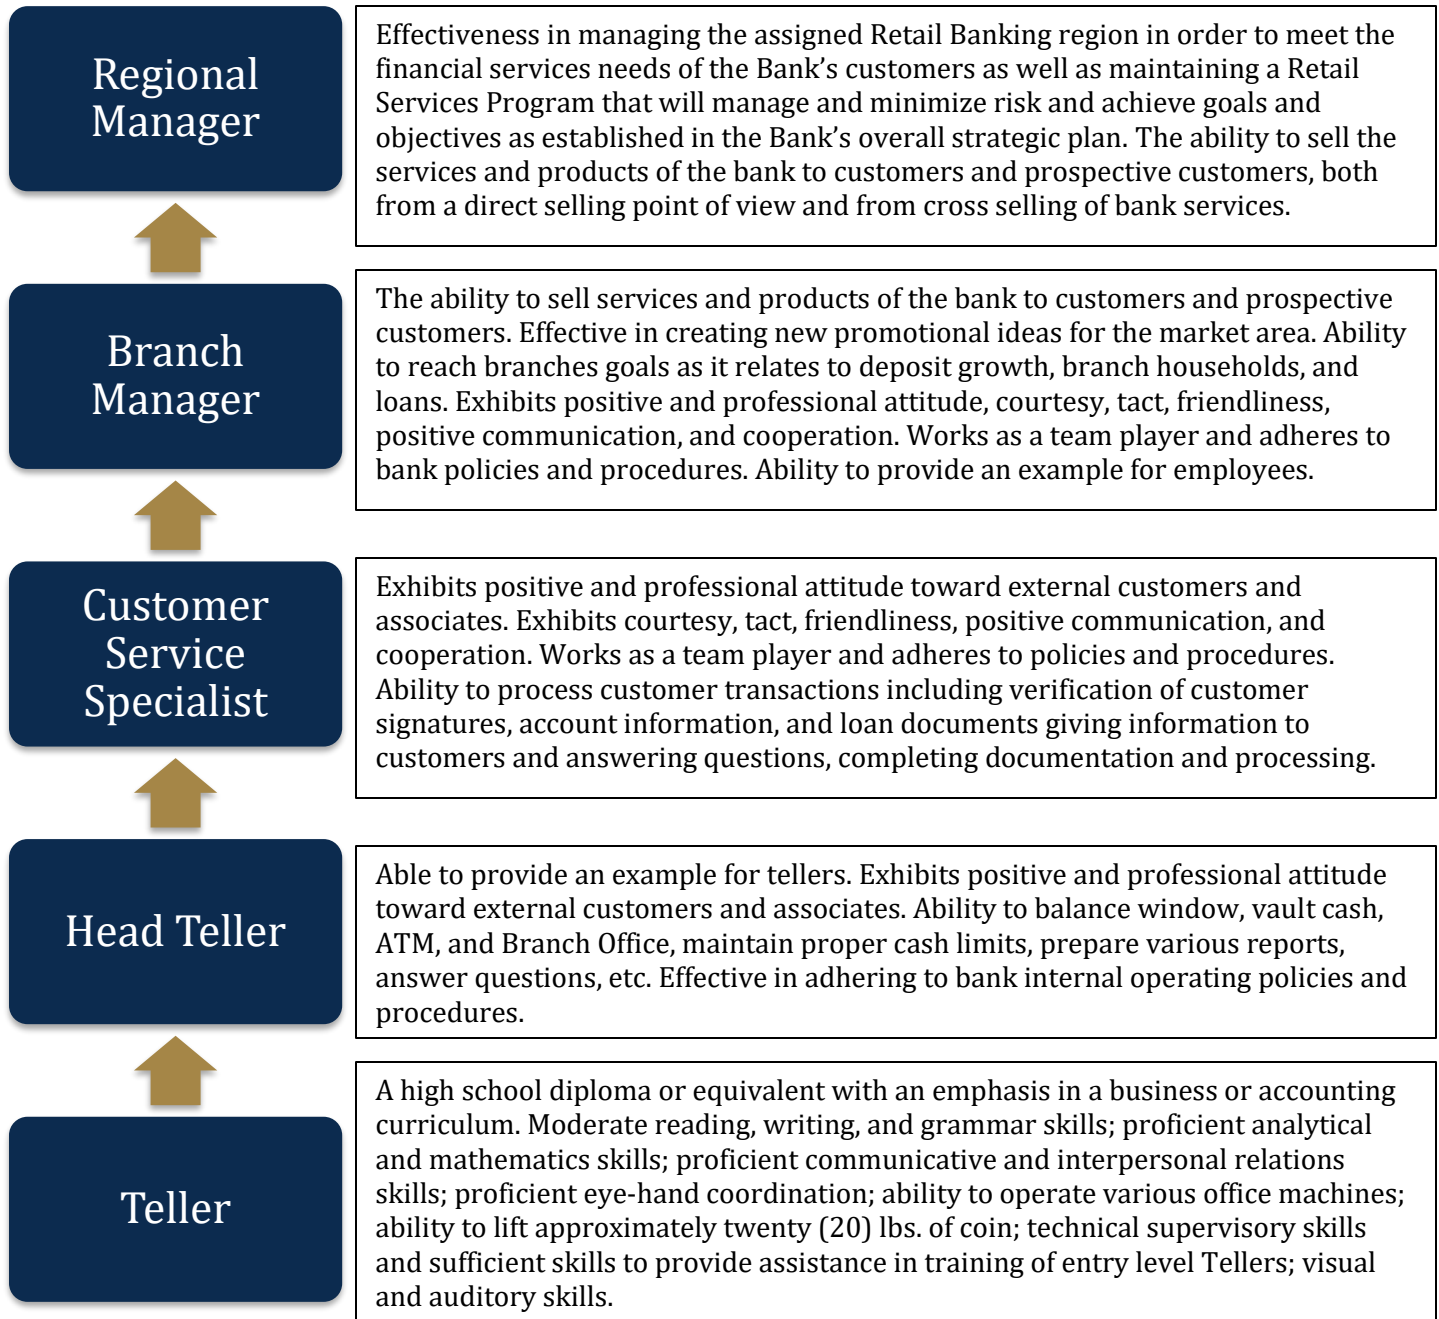 Regional
Manager
Effectiveness in managing the assigned Retail Banking region in order to meet the
financial services needs of the Bank’s customers as well as maintaining a Retail
Services Program that will manage and minimize risk and achieve goals and
objectives as established in the Bank’s overall strategic plan. The ability to sell the
services and products of the bank to customers and prospective customers, both
from a direct selling point of view and from cross selling of bank services.
Branch
Manager
The ability to sell services and products of the bank to customers and prospective
customers. Effective in creating new promotional ideas for the market area. Ability
to reach branches goals as it relates to deposit growth, branch households, and
loans. Exhibits positive and professional attitude, courtesy, tact, friendliness,
positive communication, and cooperation. Works as a team player and adheres to
bank policies and procedures. Ability to provide an example for employees.
Customer
Service
Specialist
Exhibits positive and professional attitude toward external customers and
associates. Exhibits courtesy, tact, friendliness, positive communication, and
cooperation. Works as a team player and adheres to policies and procedures.
Ability to process customer transactions including verification of customer
signatures, account information, and loan documents giving information to
customers and answering questions, completing documentation and processing.
Head Teller
Able to provide an example for tellers. Exhibits positive and professional attitude
toward external customers and associates. Ability to balance window, vault cash,
ATM, and Branch Office, maintain proper cash limits, prepare various reports,
answer questions, etc. Effective in adhering to bank internal operating policies and
procedures.
Teller
A high school diploma or equivalent with an emphasis in a business or accounting
curriculum. Moderate reading, writing, and grammar skills; proficient analytical
and mathematics skills; proficient communicative and interpersonal relations
skills; proficient eye-hand coordination; ability to operate various office machines;
ability to lift approximately twenty (20) lbs. of coin; technical supervisory skills
and sufficient skills to provide assistance in training of entry level Tellers; visual
and auditory skills.